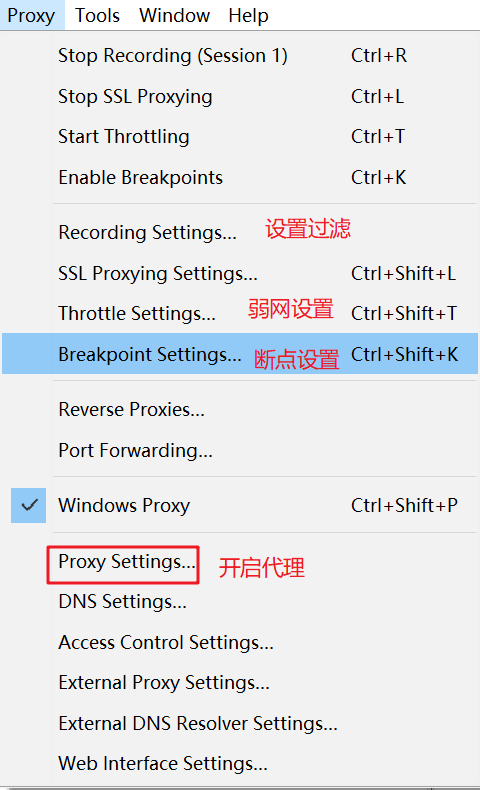 Proxy Tools Window Help
Stop Recording (Session 1) Ctrl+R
Stop SSL Proxying Ctrl+L
Start Throttling Ctrl+T
Enable Breakpoints Ctrl+K
Recording Settings... 设置过滤
SSL Proxying Settings... Ctrl+Shift+L
Throttle Settings... 弱网设置 Ctrl+Shift+T
Breakpoint Settings... 断点设置 Ctrl+Shift+K
Reverse Proxies...
Port Forwarding...
Windows Proxy Ctrl+Shift+P
Proxy Settings... 开启代理
DNS Settings...
Access Control Settings...
External Proxy Settings...
External DNS Resolver Settings...
Web Interface Settings...